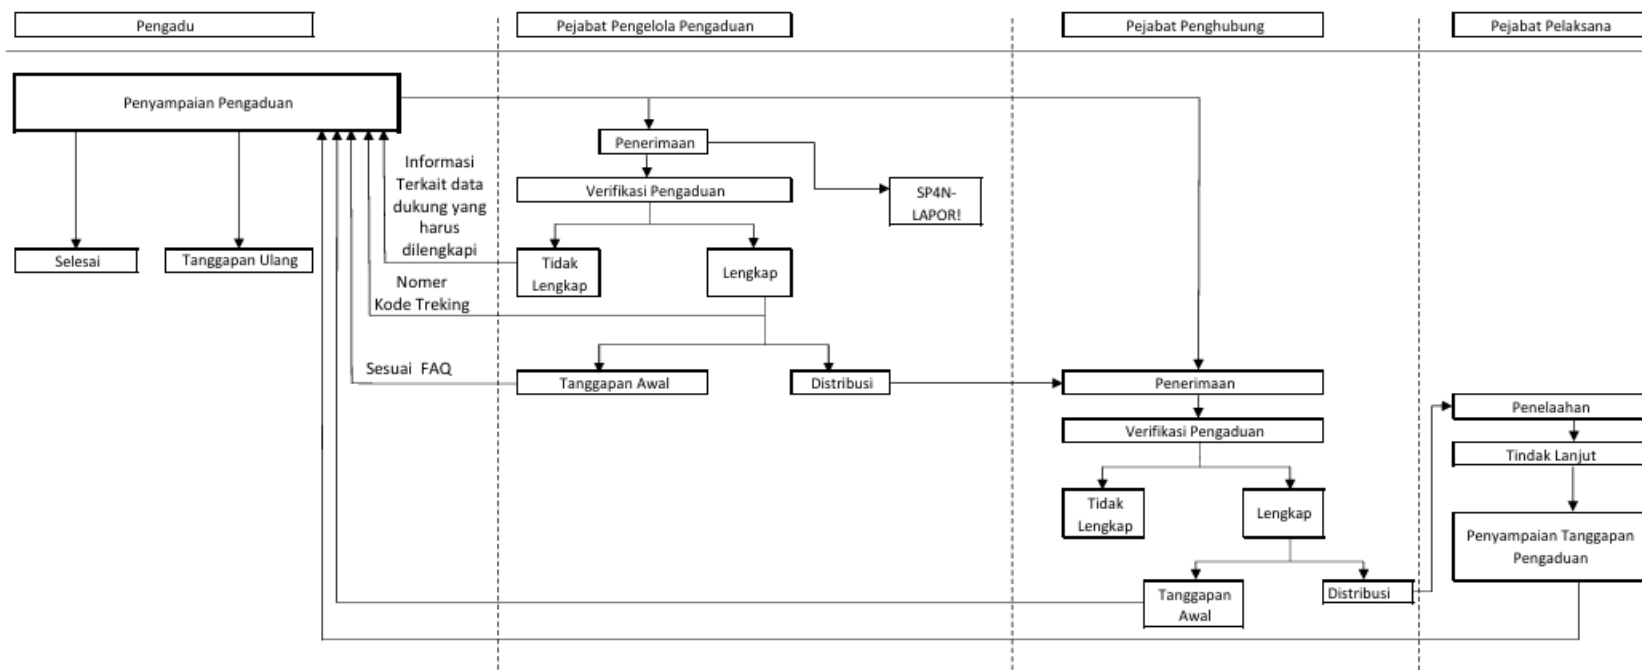 Pengadu
Pejabat Pengelola Pengaduan
Pejabat Penghubung
Pejabat Pelaksana
Penyampaian Pengaduan
Penerimaan
Informasi
Terkait data
dukung yang
harus
dilengkapi
Verifikasi Pengaduan
SP4N-
LAPOR!
Selesai
Tanggapan Ulang
Tidak
Lengkap
Lengkap
Nomer
Kode Treking
Sesuai FAQ
Tanggapan Awal
Distribusi
Penerimaan
Verifikasi Pengaduan
Tidak
Lengkap
Lengkap
Tanggapan
Awal
Distribusi
Penelaahan
Tindak Lanjut
Penyampaian Tanggapan
Pengaduan